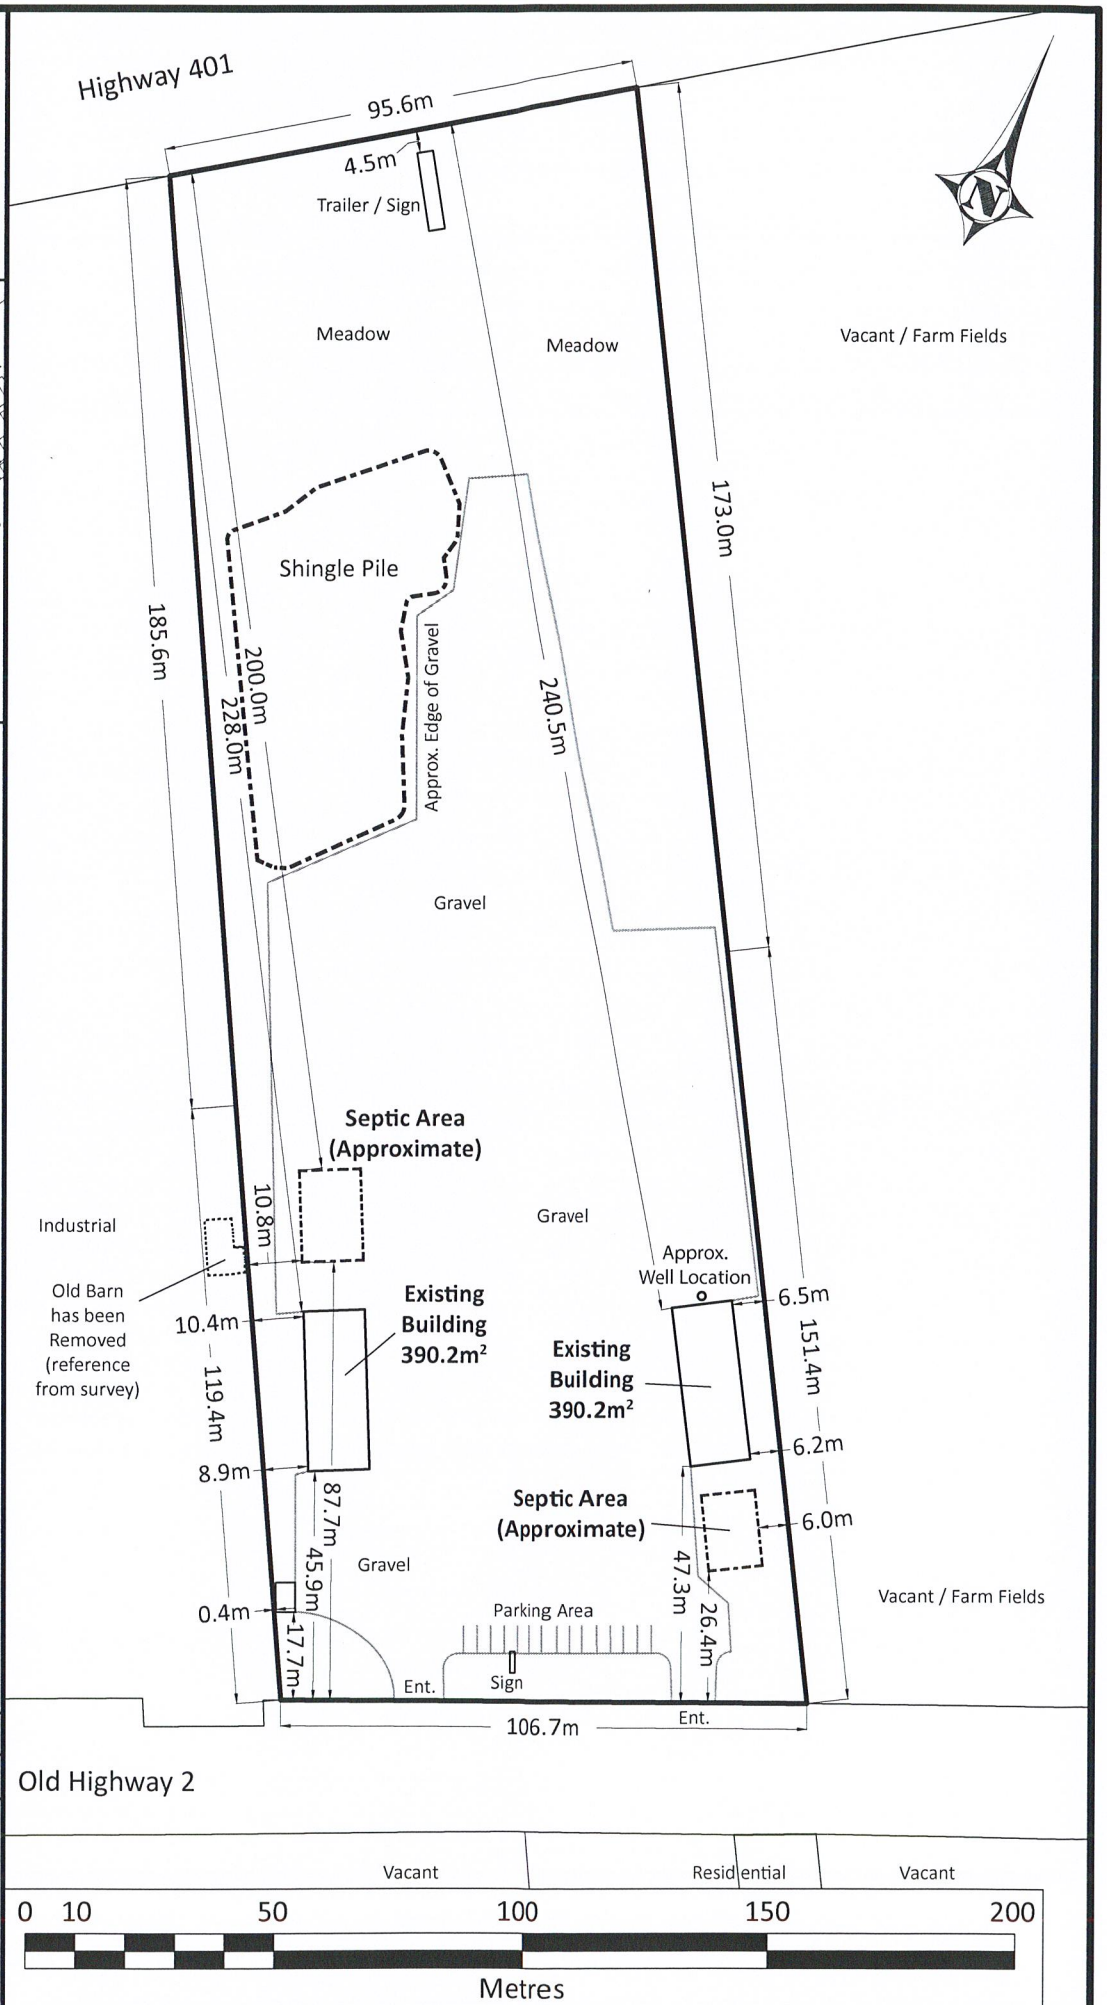 Highway 401
95.6m
4.5m
Trailer / Sign
N
Meadow
Meadow
Vacant / Farm Fields
173.0m
Shingle Pile
185.6m
200.0m
228.0m
Approx. Edge of Gravel
240.5m
Gravel
Septic Area
(Approximate)
10.8m
Industrial
Gravel
Approx.
Well Location
Old Barn
has been
Removed
(reference
from survey)
10.4m
Existing
Building
390.2m²
6.5m
151.4m
Existing
Building
390.2m²
119.4m
6.2m
8.9m
87.7m
Septic Area
(Approximate)
6.0m
45.9m
Gravel
47.3m
26.4m
Vacant / Farm Fields
0.4m
17.7m
Parking Area
Ent.
Sign
Ent.
106.7m
Old Highway 2
Vacant
Residential
Vacant
0 10 50 100 150 200
Metres